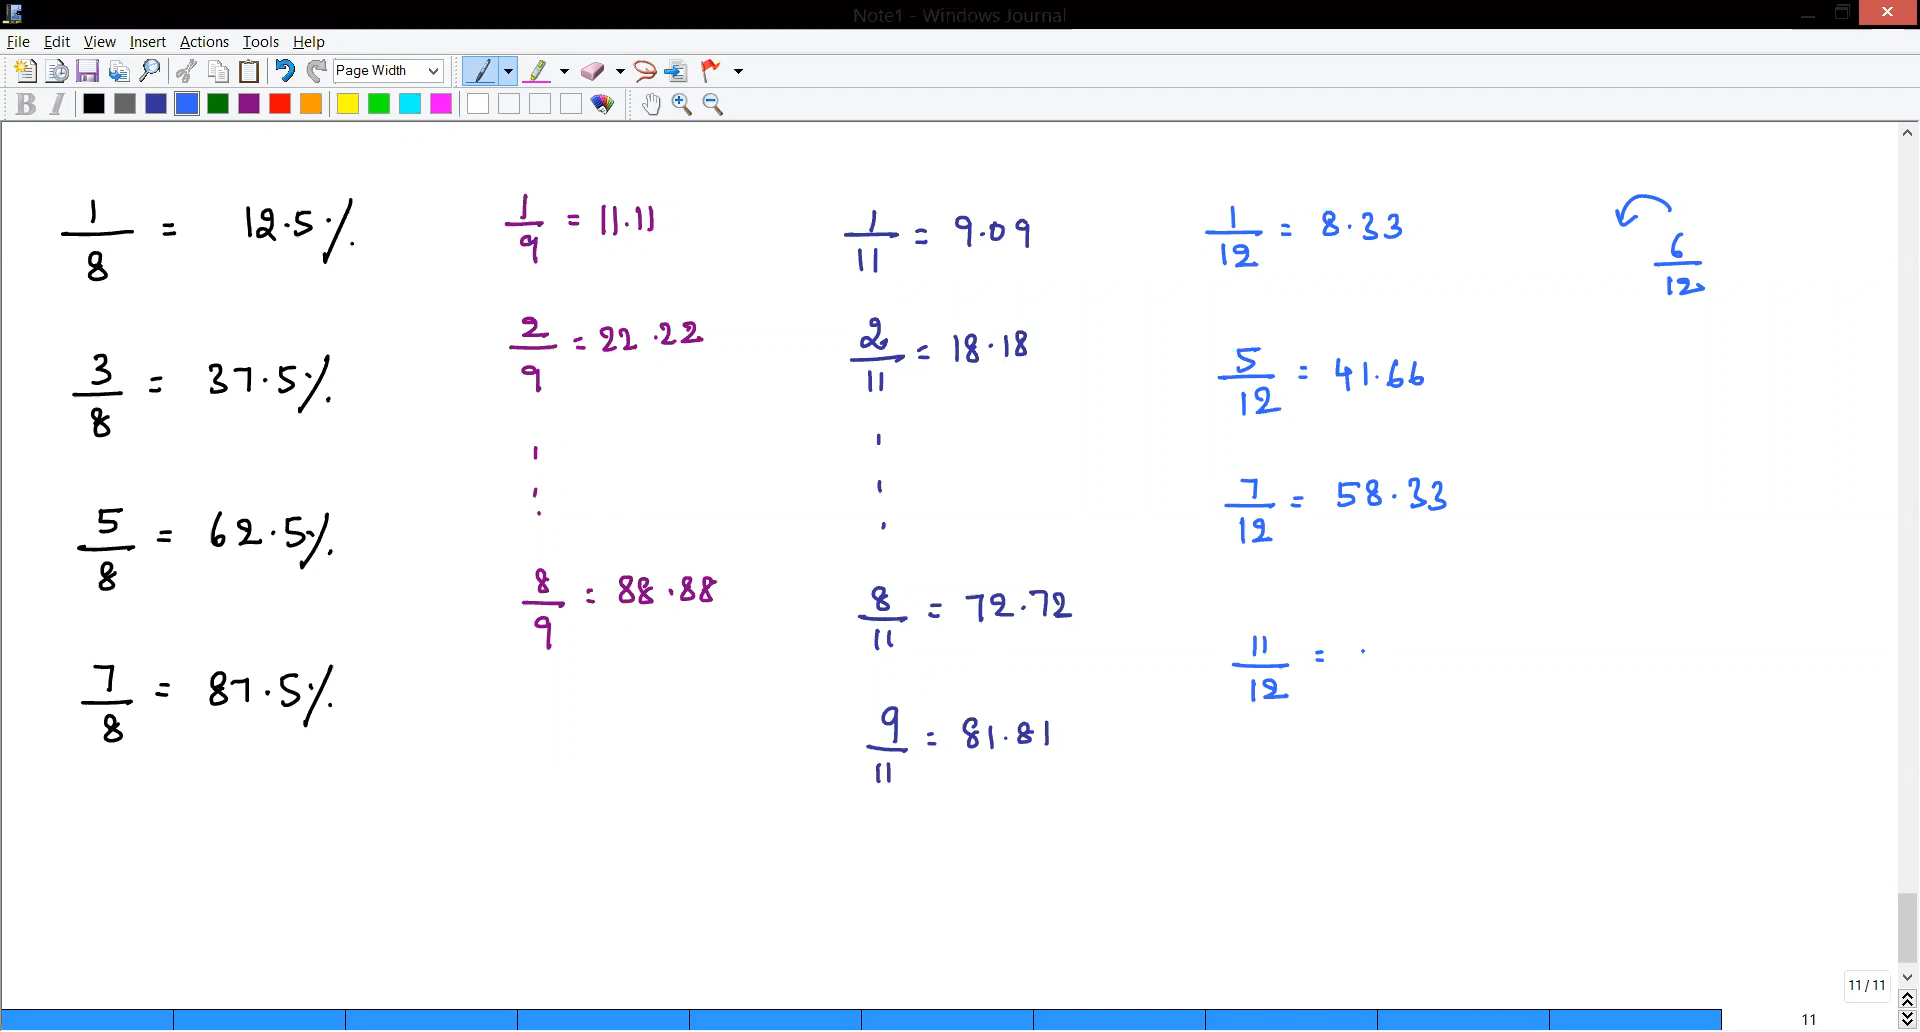 Note1 - Windows Journal
File Edit View Insert Actions Tools Help
Page Width
B I
1/8 = 12.5%
3/8 = 37.5%
5/8 = 62.5%
7/8 = 87.5%
1/9 = 11.11
2/9 = 22.22
8/9 = 88.88
1/11 = 9.09
2/11 = 18.18
8/11 = 72.72
9/11 = 81.81
1/12 = 8.33
5/12 = 41.66
7/12 = 58.33
11/12 = .
6/12
11 / 11
11